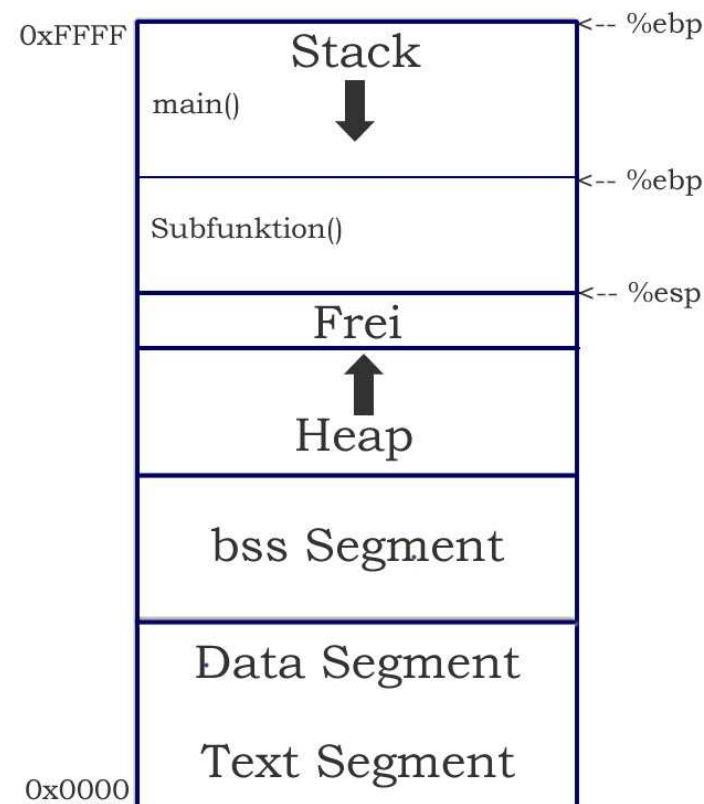 0xFFFF
<-- %ebp
Stack
main()
<-- %ebp
Subfunktion()
<-- %esp
Frei
Heap
bss Segment
Data Segment
Text Segment
0x0000